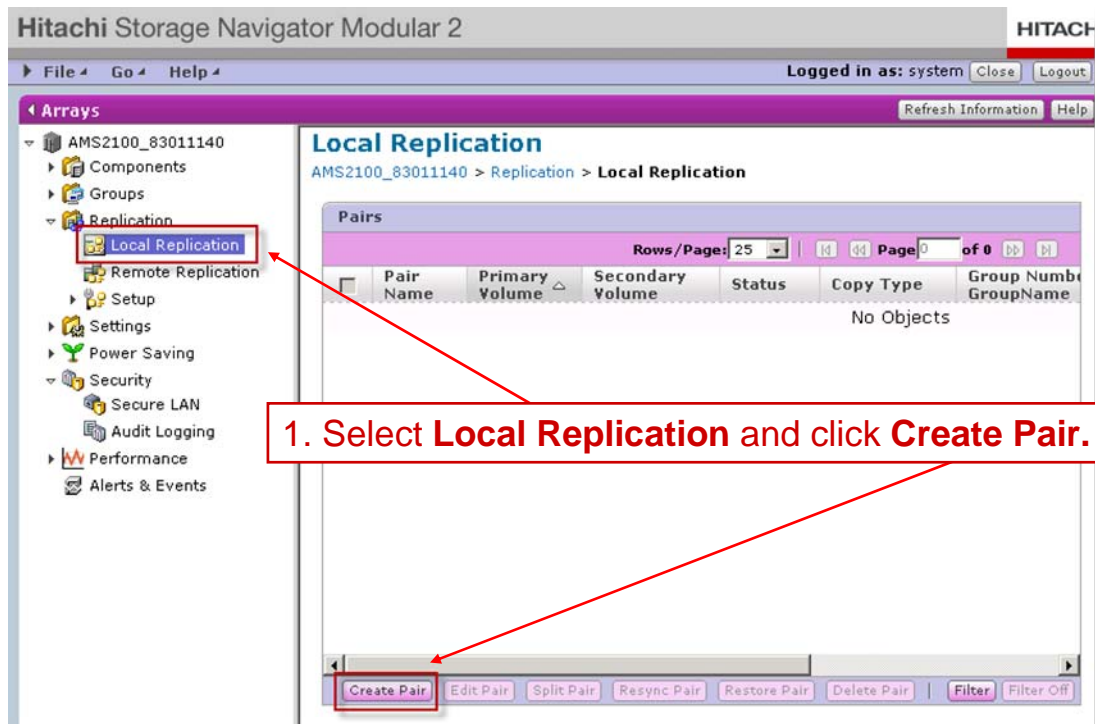 Hitachi Storage Navigator Modular 2
HITACH
File Go Help
Logged in as: system Close Logout
Arrays
Refresh Information Help
AMS2100_83011140
Components
Groups
Replication
Local Replication
Remote Replication
Setup
Settings
Power Saving
Security
Secure LAN
Audit Logging
Performance
Alerts & Events
Local Replication
AMS2100_83011140 > Replication > Local Replication
Pairs
Rows/Page: 25 | Page 0 of 0
Pair Name Primary Volume Secondary Volume Status Copy Type Group Numbe GroupName
No Objects
1. Select Local Replication and click Create Pair.
Create Pair Edit Pair Split Pair Resync Pair Restore Pair Delete Pair | Filter Filter Off